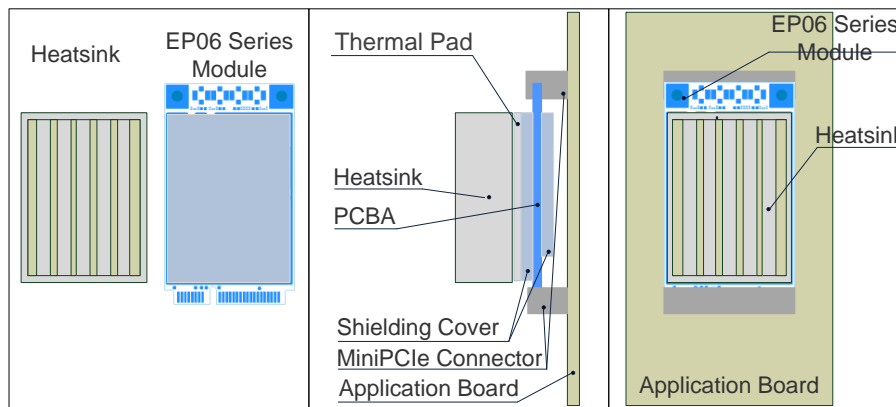 Heatsink
EP06 Series
Module
Thermal Pad
Heatsink
PCBA
Shielding Cover
MiniPCIe Connector
Application Board
EP06 Series
Module
Heatsink
Application Board